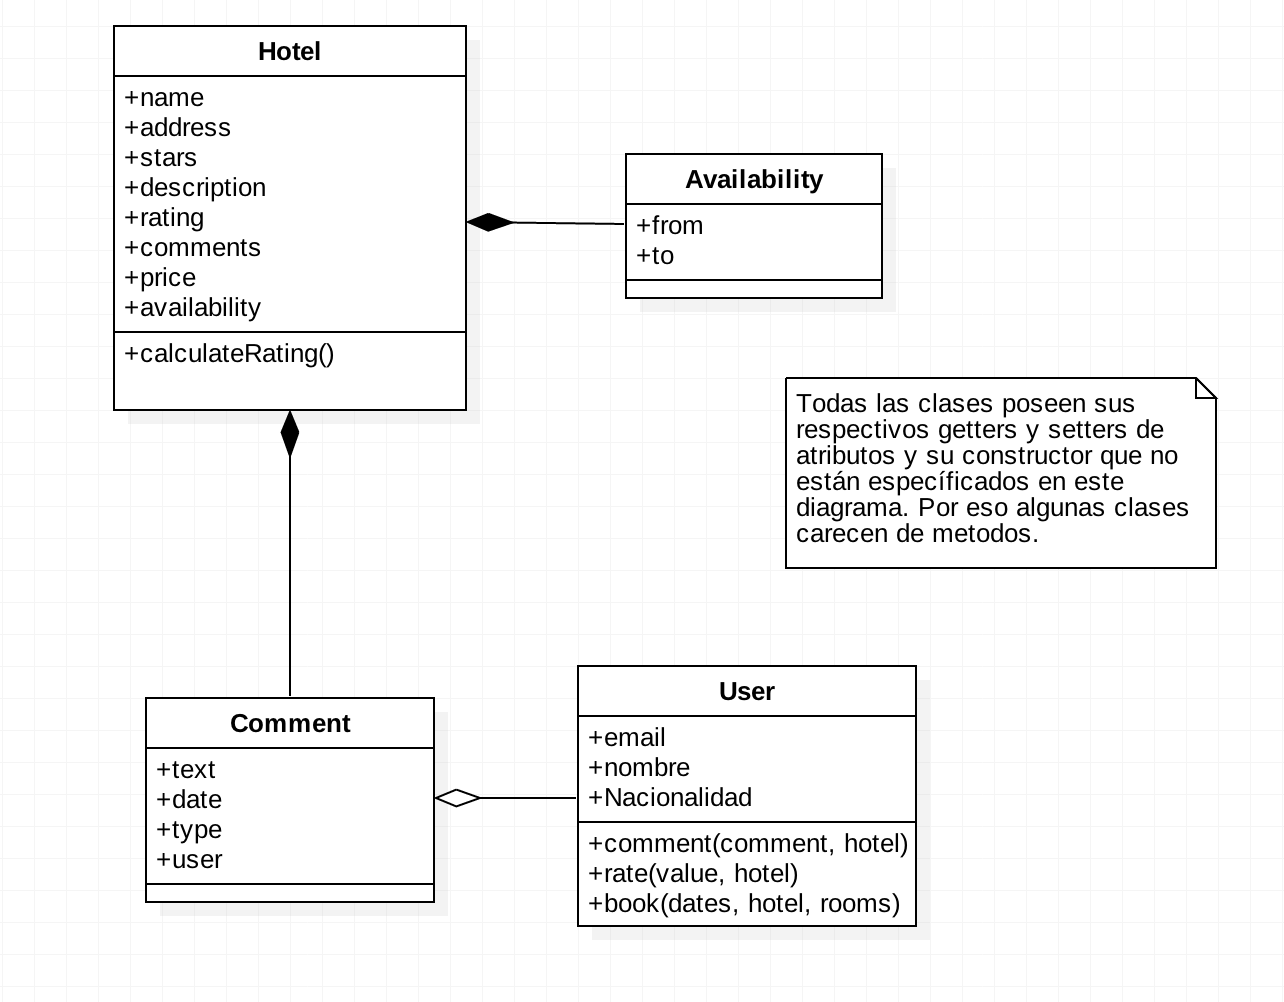 Hotel
+name
+address
+stars
+description
+rating
+comments
+price
+availability
+calculateRating()
Availability
+from
+to
Todas las clases poseen sus
respectivos getters y setters de
atributos y su constructor que no
están específicados en este
diagrama. Por eso algunas clases
carecen de metodos.
Comment
+text
+date
+type
+user
User
+email
+nombre
+Nacionalidad
+comment(comment, hotel)
+rate(value, hotel)
+book(dates, hotel, rooms)